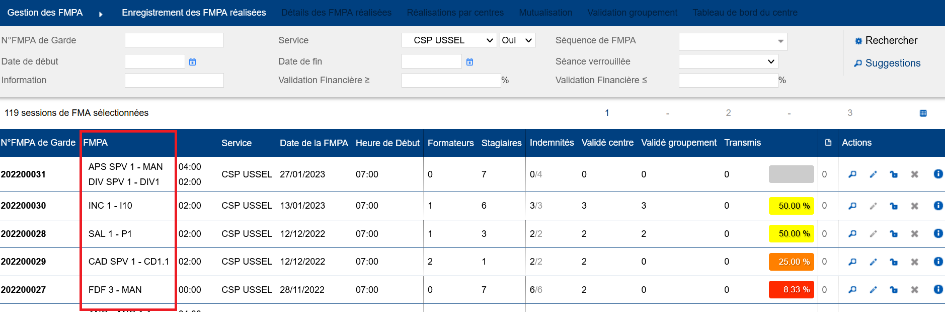 Gestion des FMPA ▸ Enregistrement des FMPA réalisées Détails des FMPA réalisées Réalisations par centres Mutualisation Validation groupement Tableau de bord du centre
N°FMPA de Garde Service CSP USSEL Oui Séquence de FMPA Rechercher
Date de début Date de fin Séance verrouillée Suggestions
Information Validation Financière ≥ % Validation Financière ≤ %
119 sessions de FMA sélectionnées 1 - 2 - 3
N°FMPA de Garde FMPA Service Date de la FMPA Heure de Début Formateurs Stagiaires Indemnités Validé centre Validé groupement Transmis Actions
APS SPV 1 - MAN 04:00
202200031 CSP USSEL 27/01/2023 07:00 0 7 0/4 0 0 0 0
DIV SPV 1 - DIV1 02:00
202200030 INC 1 - I10 02:00 CSP USSEL 13/01/2023 07:00 1 6 3/3 3 3 0 50.00 % 0
202200028 SAL 1 - P1 02:00 CSP USSEL 12/12/2022 07:00 1 3 2/2 2 2 0 50.00 % 0
202200029 CAD SPV 1 - CD1.1 02:00 CSP USSEL 12/12/2022 07:00 2 1 2/2 2 0 0 25.00 % 0
202200027 FDF 3 - MAN 00:00 CSP USSEL 28/11/2022 07:00 0 7 6/6 2 0 0 8.33 % 0